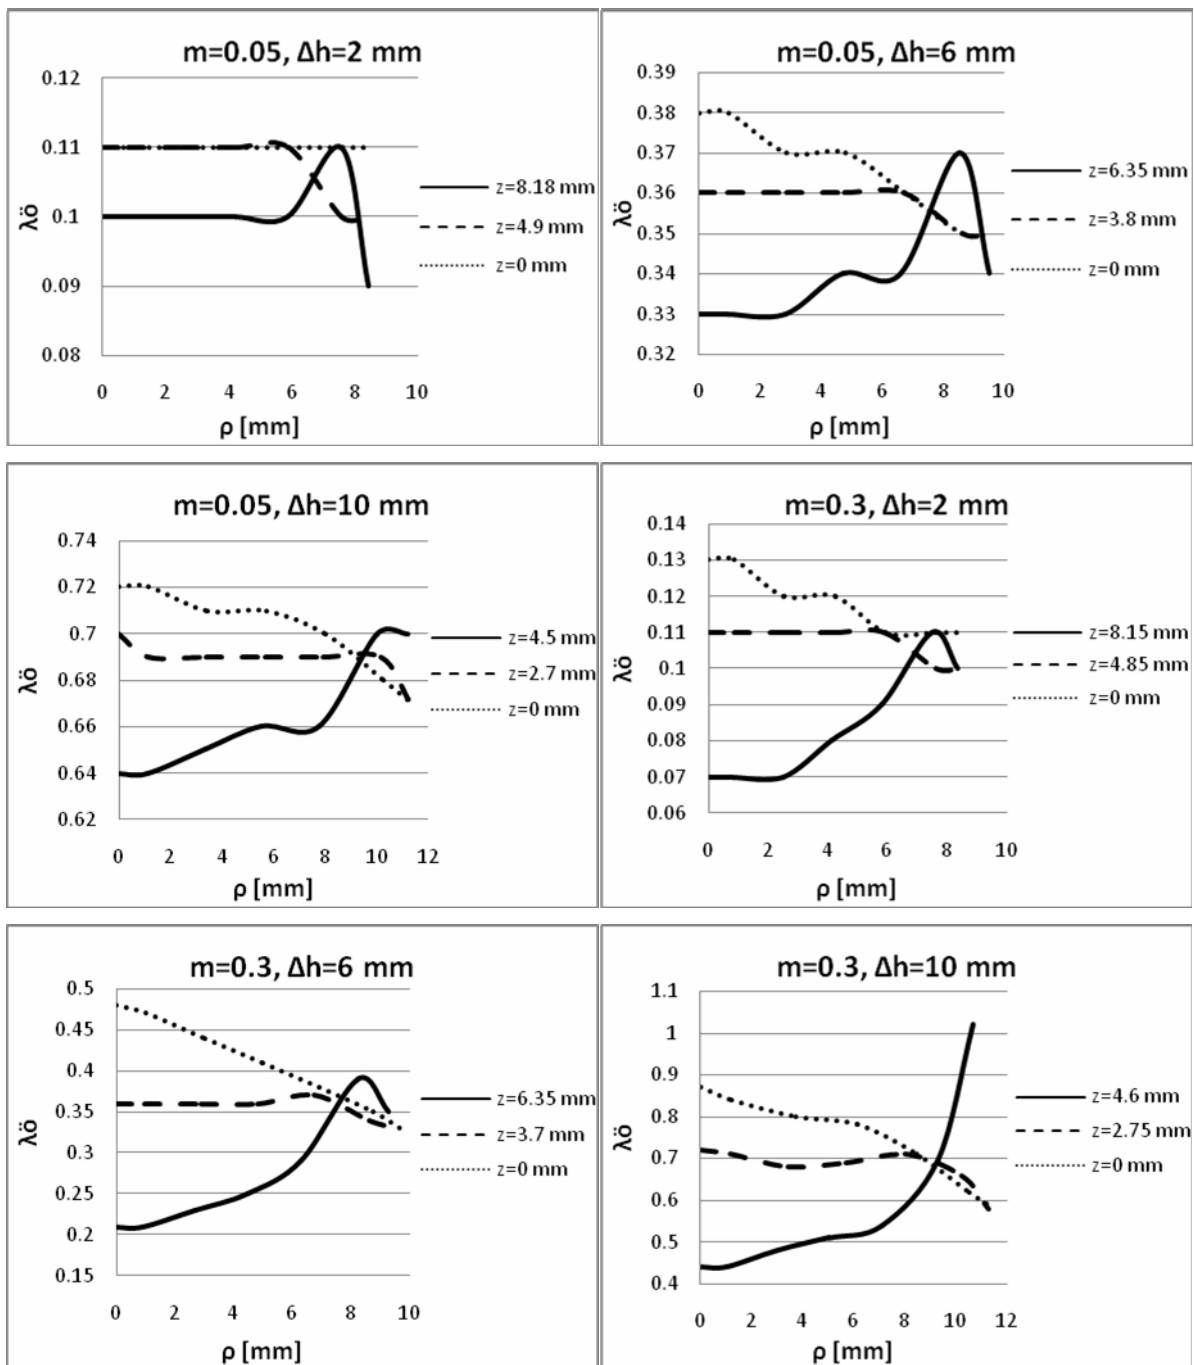 m=0.05, Δh=2 mm
0.12
0.11
0.1
0.09
0.08
λö
0 2 4 6 8 10
ρ [mm]
z=8.18 mm
z=4.9 mm
z=0 mm
m=0.05, Δh=6 mm
0.39
0.38
0.37
0.36
0.35
0.34
0.33
0.32
λö
0 2 4 6 8 10
ρ [mm]
z=6.35 mm
z=3.8 mm
z=0 mm
m=0.05, Δh=10 mm
0.74
0.72
0.7
0.68
0.66
0.64
0.62
λö
0 2 4 6 8 10 12
ρ [mm]
z=4.5 mm
z=2.7 mm
z=0 mm
m=0.3, Δh=2 mm
0.14
0.13
0.12
0.11
0.1
0.09
0.08
0.07
0.06
λö
0 2 4 6 8 10
ρ [mm]
z=8.15 mm
z=4.85 mm
z=0 mm
m=0.3, Δh=6 mm
0.5
0.45
0.4
0.35
0.3
0.25
0.2
0.15
λö
0 2 4 6 8 10
ρ [mm]
z=6.35 mm
z=3.7 mm
z=0 mm
m=0.3, Δh=10 mm
1.1
1
0.9
0.8
0.7
0.6
0.5
0.4
λö
0 2 4 6 8 10 12
ρ [mm]
z=4.6 mm
z=2.75 mm
z=0 mm